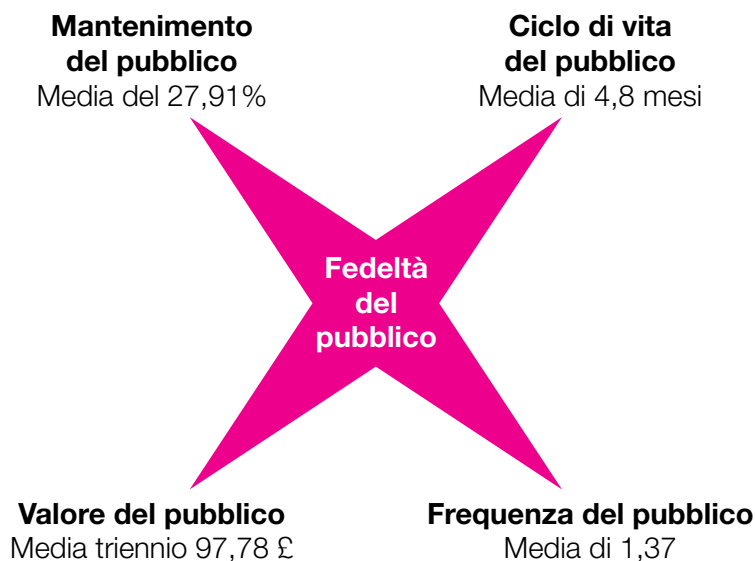 Mantenimento
del pubblico
Media del 27,91%
Ciclo di vita
del pubblico
Media di 4,8 mesi
Fedeltà
del
pubblico
Valore del pubblico
Media triennio 97,78 £
Frequenza del pubblico
Media di 1,37